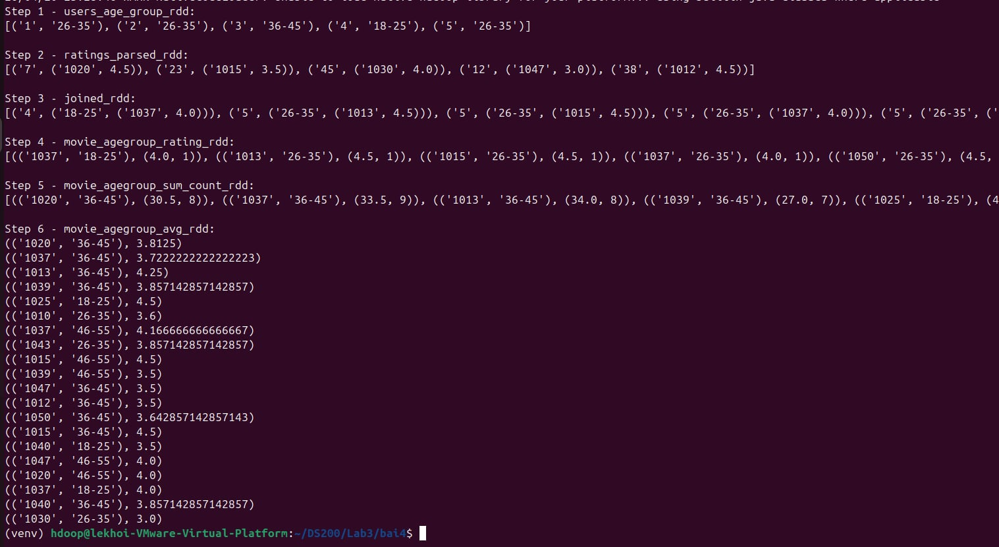 Step 1 - users_age_group_rdd:
[('1', '26-35'), ('2', '26-35'), ('3', '36-45'), ('4', '18-25'), ('5', '26-35')]
Step 2 - ratings_parsed_rdd:
[('7', ('1020', 4.5)), ('23', ('1015', 3.5)), ('45', ('1030', 4.0)), ('12', ('1047', 3.0)), ('38', ('1012', 4.5))]
Step 3 - joined_rdd:
[('4', ('18-25', ('1037', 4.0))), ('5', ('26-35', ('1013', 4.5))), ('5', ('26-35', ('1015', 4.5))), ('5', ('26-35', ('1037', 4.0))), ('5', ('26-35', ('
Step 4 - movie_agegroup_rating_rdd:
[(('1037', '18-25'), (4.0, 1)), (('1013', '26-35'), (4.5, 1)), (('1015', '26-35'), (4.5, 1)), (('1037', '26-35'), (4.0, 1)), (('1050', '26-35'), (4.5,
Step 5 - movie_agegroup_sum_count_rdd:
[(('1020', '36-45'), (30.5, 8)), (('1037', '36-45'), (33.5, 9)), (('1013', '36-45'), (34.0, 8)), (('1039', '36-45'), (27.0, 7)), (('1025', '18-25'), (4
Step 6 - movie_agegroup_avg_rdd:
(('1020', '36-45'), 3.8125)
(('1037', '36-45'), 3.7222222222222223)
(('1013', '36-45'), 4.25)
(('1039', '36-45'), 3.857142857142857)
(('1025', '18-25'), 4.5)
(('1010', '26-35'), 3.6)
(('1037', '46-55'), 4.166666666666667)
(('1043', '26-35'), 3.857142857142857)
(('1015', '46-55'), 4.5)
(('1039', '46-55'), 3.5)
(('1047', '36-45'), 3.5)
(('1012', '36-45'), 3.5)
(('1050', '36-45'), 3.642857142857143)
(('1015', '36-45'), 4.5)
(('1040', '18-25'), 3.5)
(('1047', '46-55'), 4.0)
(('1020', '46-55'), 4.0)
(('1037', '18-25'), 4.0)
(('1040', '36-45'), 3.857142857142857)
(('1030', '26-35'), 3.0)
(venv) hdoop@lekhoi-VMware-Virtual-Platform:~/DS200/Lab3/bai4$